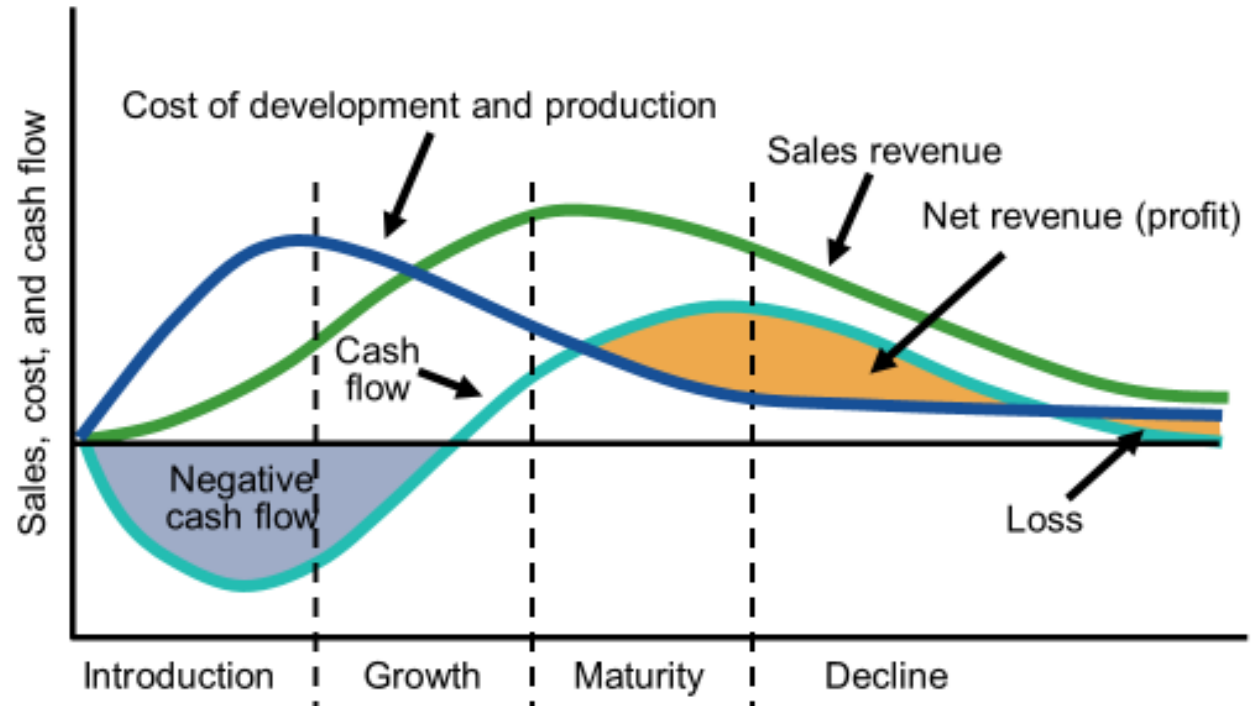 Cost of development and production
Sales revenue
Net revenue (profit)
Sales, cost, and cash flow
Cash
flow
Negative
cash flow
Loss
Introduction
Growth
Maturity
Decline